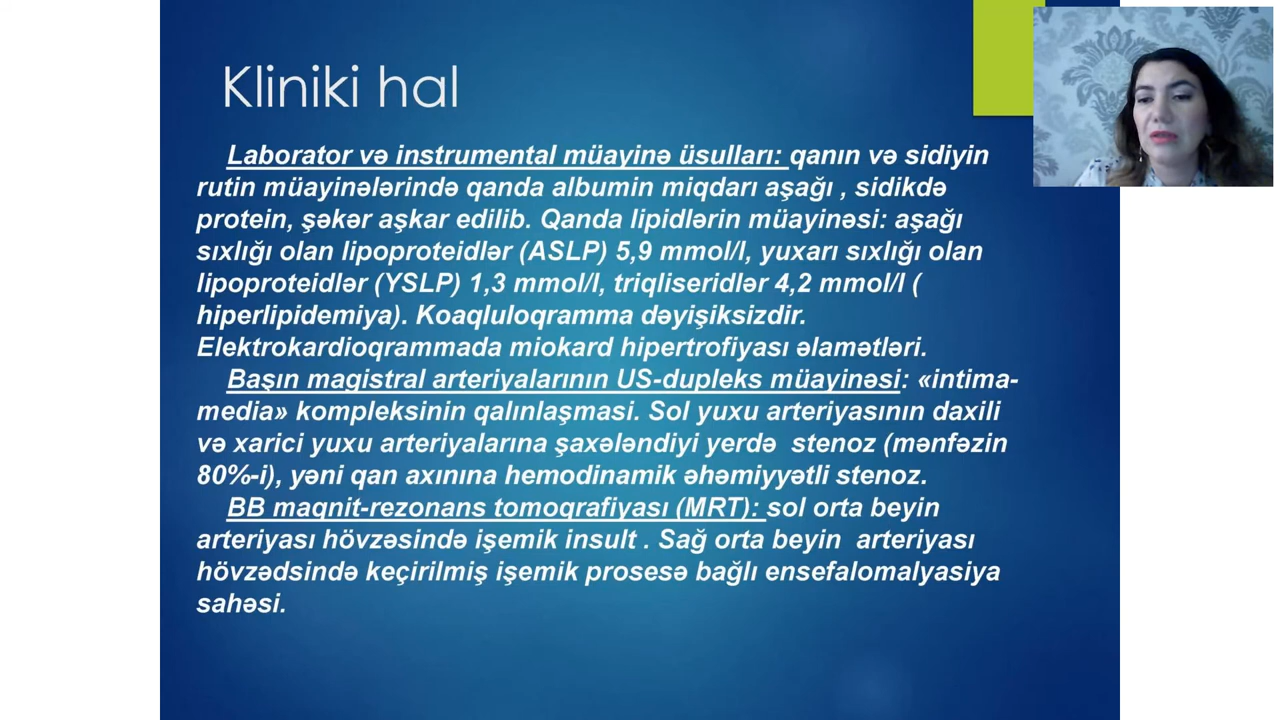 Kliniki hal
Laborator və instrumental müayinə üsulları: qanın və sidiyin
rutin müayinələrində qanda albumin miqdarı aşağı , sidikdə
protein, şəkər aşkar edilib. Qanda lipidlərin müayinəsi: aşağı
sıxlığı olan lipoproteidlər (ASLP) 5,9 mmol/l, yuxarı sıxlığı olan
lipoproteidlər (YSLP) 1,3 mmol/l, triqliseridlər 4,2 mmol/l (
hiperlipidemiya). Koaqluloqramma dəyişiksizdir.
Elektrokardioqrammada miokard hipertrofiyası əlamətləri.
Başın magistral arteriyalarının US-dupleks müayinəsi: «intima-
media» kompleksinin qalınlaşmasi. Sol yuxu arteriyasının daxili
və xarici yuxu arteriyalarına şaxələndiyi yerdə stenoz (mənfəzin
80%-i), yəni qan axınına hemodinamik əhəmiyyətli stenoz.
BB maqnit-rezonans tomoqrafiyası (MRT): sol orta beyin
arteriyası hövzəsində işemik insult . Sağ orta beyin arteriyası
hövzədsində keçirilmiş işemik prosesə bağlı ensefalomalyasiya
sahəsi.